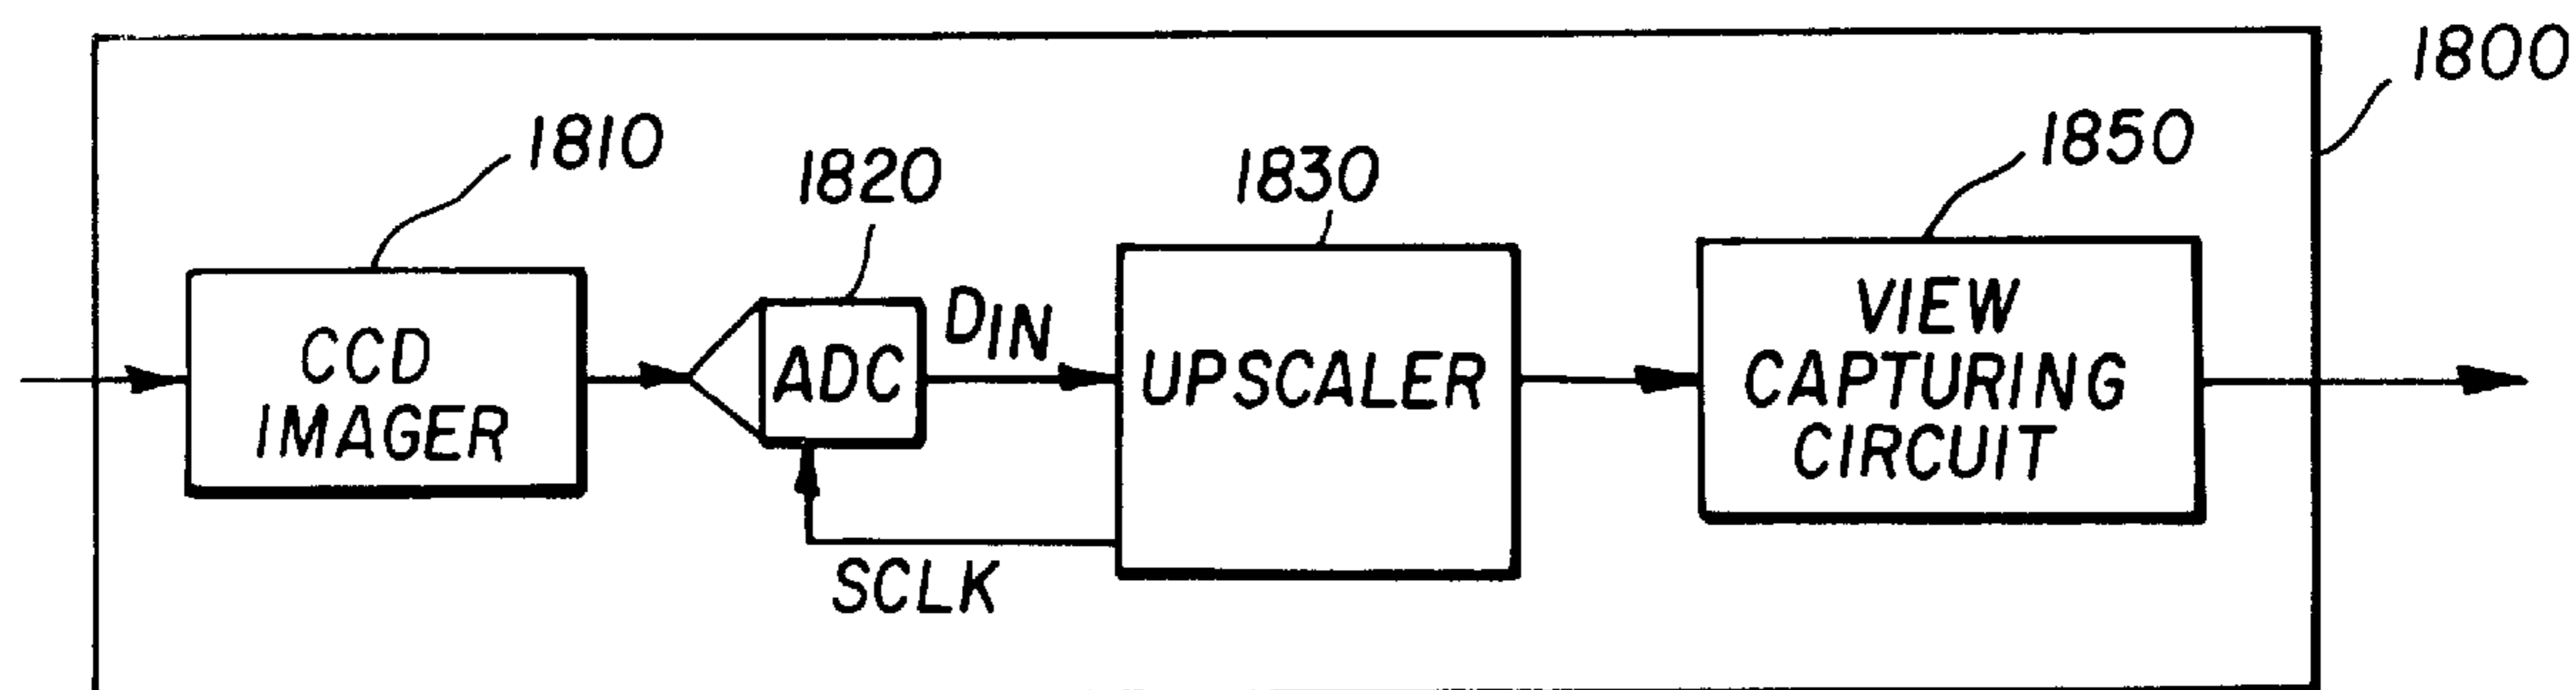 1800
1810
1820
1830
1850
CCD
IMAGER
ADC
DIN
UPSCALER
VIEW
CAPTURING
CIRCUIT
SCLK